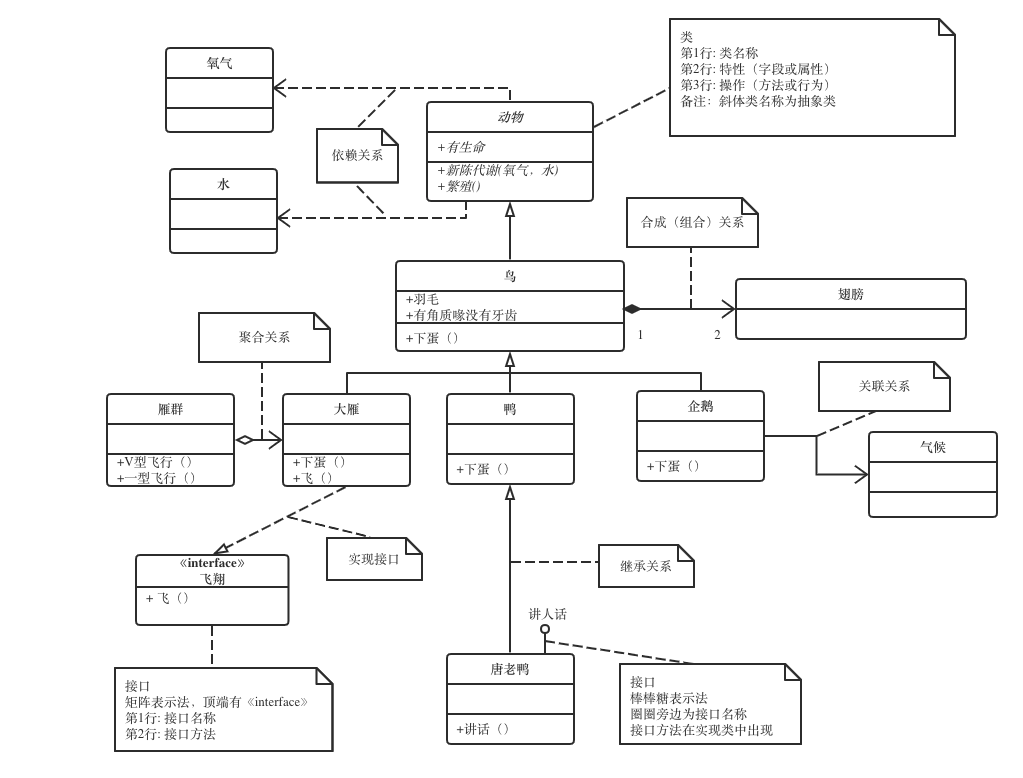 类
第1行: 类名称
第2行: 特性（字段或属性）
第3行: 操作（方法或行为）
备注：斜体类名称为抽象类
氧气
动物
+有生命
+新陈代谢(氧气，水)
+繁殖()
依赖关系
水
合成（组合）关系
鸟
+羽毛
+有角质喙没有牙齿
+下蛋（）
1
2
翅膀
聚合关系
关联关系
雁群
+V型飞行（）
+一型飞行（）
大雁
+下蛋（）
+飞（）
鸭
+下蛋（）
企鹅
+下蛋（）
气候
实现接口
《interface》
飞翔
+ 飞（）
继承关系
讲人话
唐老鸭
+讲话（）
接口
矩阵表示法，顶端有《interface》
第1行: 接口名称
第2行: 接口方法
接口
棒棒糖表示法
圈圈旁边为接口名称
接口方法在实现类中出现